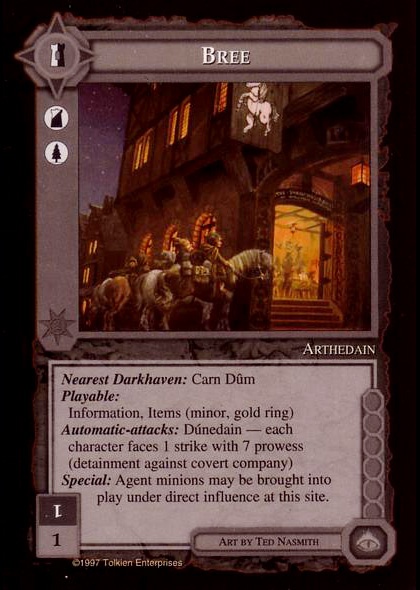 Bree
Arthedain
Nearest Darkhaven: Carn Dûm
Playable:
Information, Items (minor, gold ring)
Automatic-attacks: Dúnedain — each
character faces 1 strike with 7 prowess
(detainment against covert company)
Special: Agent minions may be brought into
play under direct influence at this site.
1
1
Art by Ted Nasmith
©1997 Tolkien Enterprises